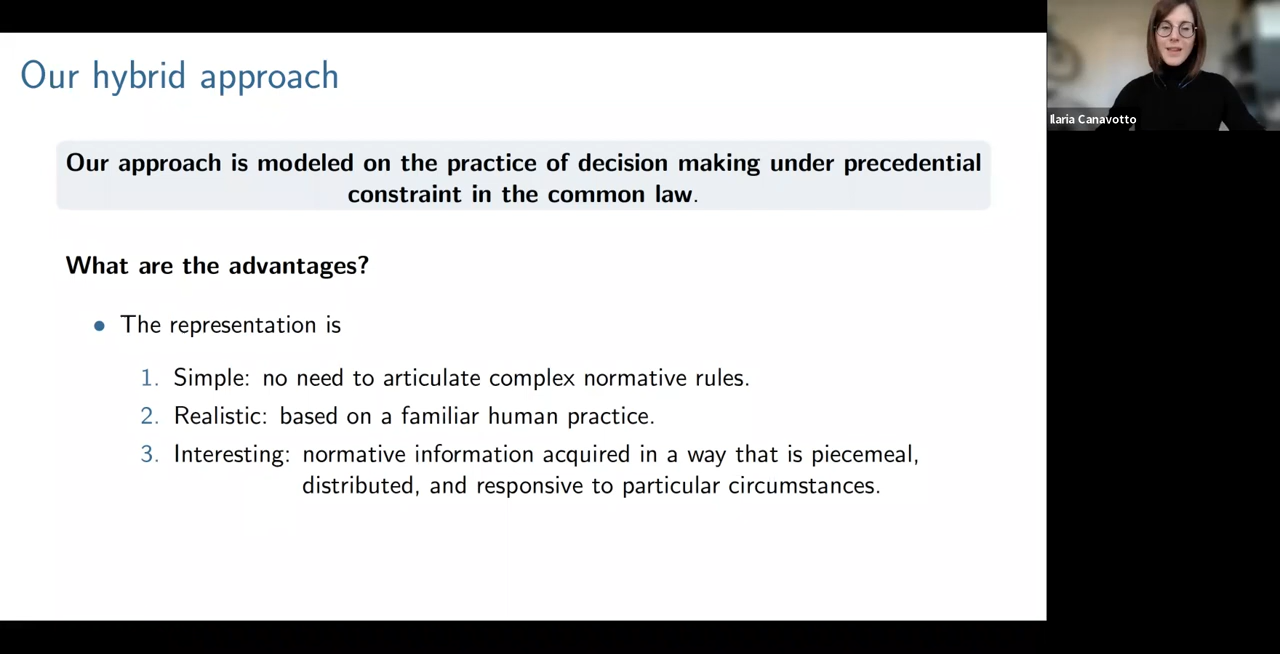 Our hybrid approach
Our approach is modeled on the practice of decision making under precedential
constraint in the common law.
What are the advantages?
• The representation is
1. Simple: no need to articulate complex normative rules.
2. Realistic: based on a familiar human practice.
3. Interesting: normative information acquired in a way that is piecemeal,
distributed, and responsive to particular circumstances.
Ilaria Canavotto